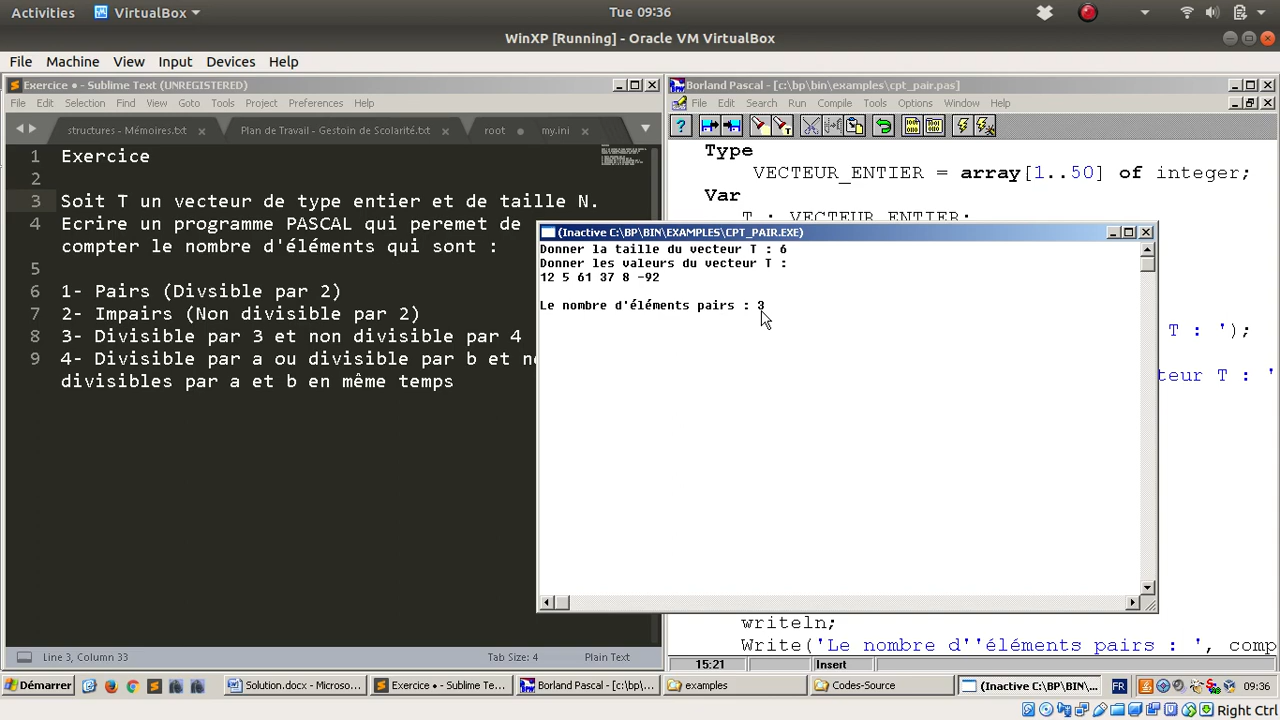 Activities VirtualBox Tue 09:36
WinXP [Running] - Oracle VM VirtualBox
File Machine View Input Devices Help
Exercice • - Sublime Text (UNREGISTERED)
File Edit Selection Find View Goto Tools Project Preferences Help
structures - Mémoires.txt Plan de Travail - Gestoin de Scolarité.txt root my.ini
1 Exercice
2
3 Soit T un vecteur de type entier et de taille N.
4 Ecrire un programme PASCAL qui peremet de
compter le nombre d'éléments qui sont :
5
6 1- Pairs (Divsible par 2)
7 2- Impairs (Non divisible par 2)
8 3- Divisible par 3 et non divisible par 4
9 4- Divisible par a ou divisible par b et
divisibles par a et b en même temps
Line 3, Column 33 Tab Size: 4 Plain Text
Borland Pascal - [c:\bp\bin\examples\cpt_pair.pas]
File Edit Search Run Compile Tools Options Window Help
Type
VECTEUR_ENTIER = array[1..50] of integer;
Var
T : VECTEUR_ENTIER;
(Inactive C:\BP\BIN\EXAMPLES\CPT_PAIR.EXE)
Donner la taille du vecteur T : 6
Donner les valeurs du vecteur T :
12 5 61 37 8 -92
Le nombre d'éléments pairs : 3
T : ');
teur T : '
writeln;
Write('Le nombre d''éléments pairs : ', comp
15:21 Insert
Démarrer Solution.docx - Microso... Exercice • - Sublime Te... Borland Pascal - [c:\bp\... examples Codes-Source (Inactive C:\BP\BIN\... FR 09:36
Right Ctrl